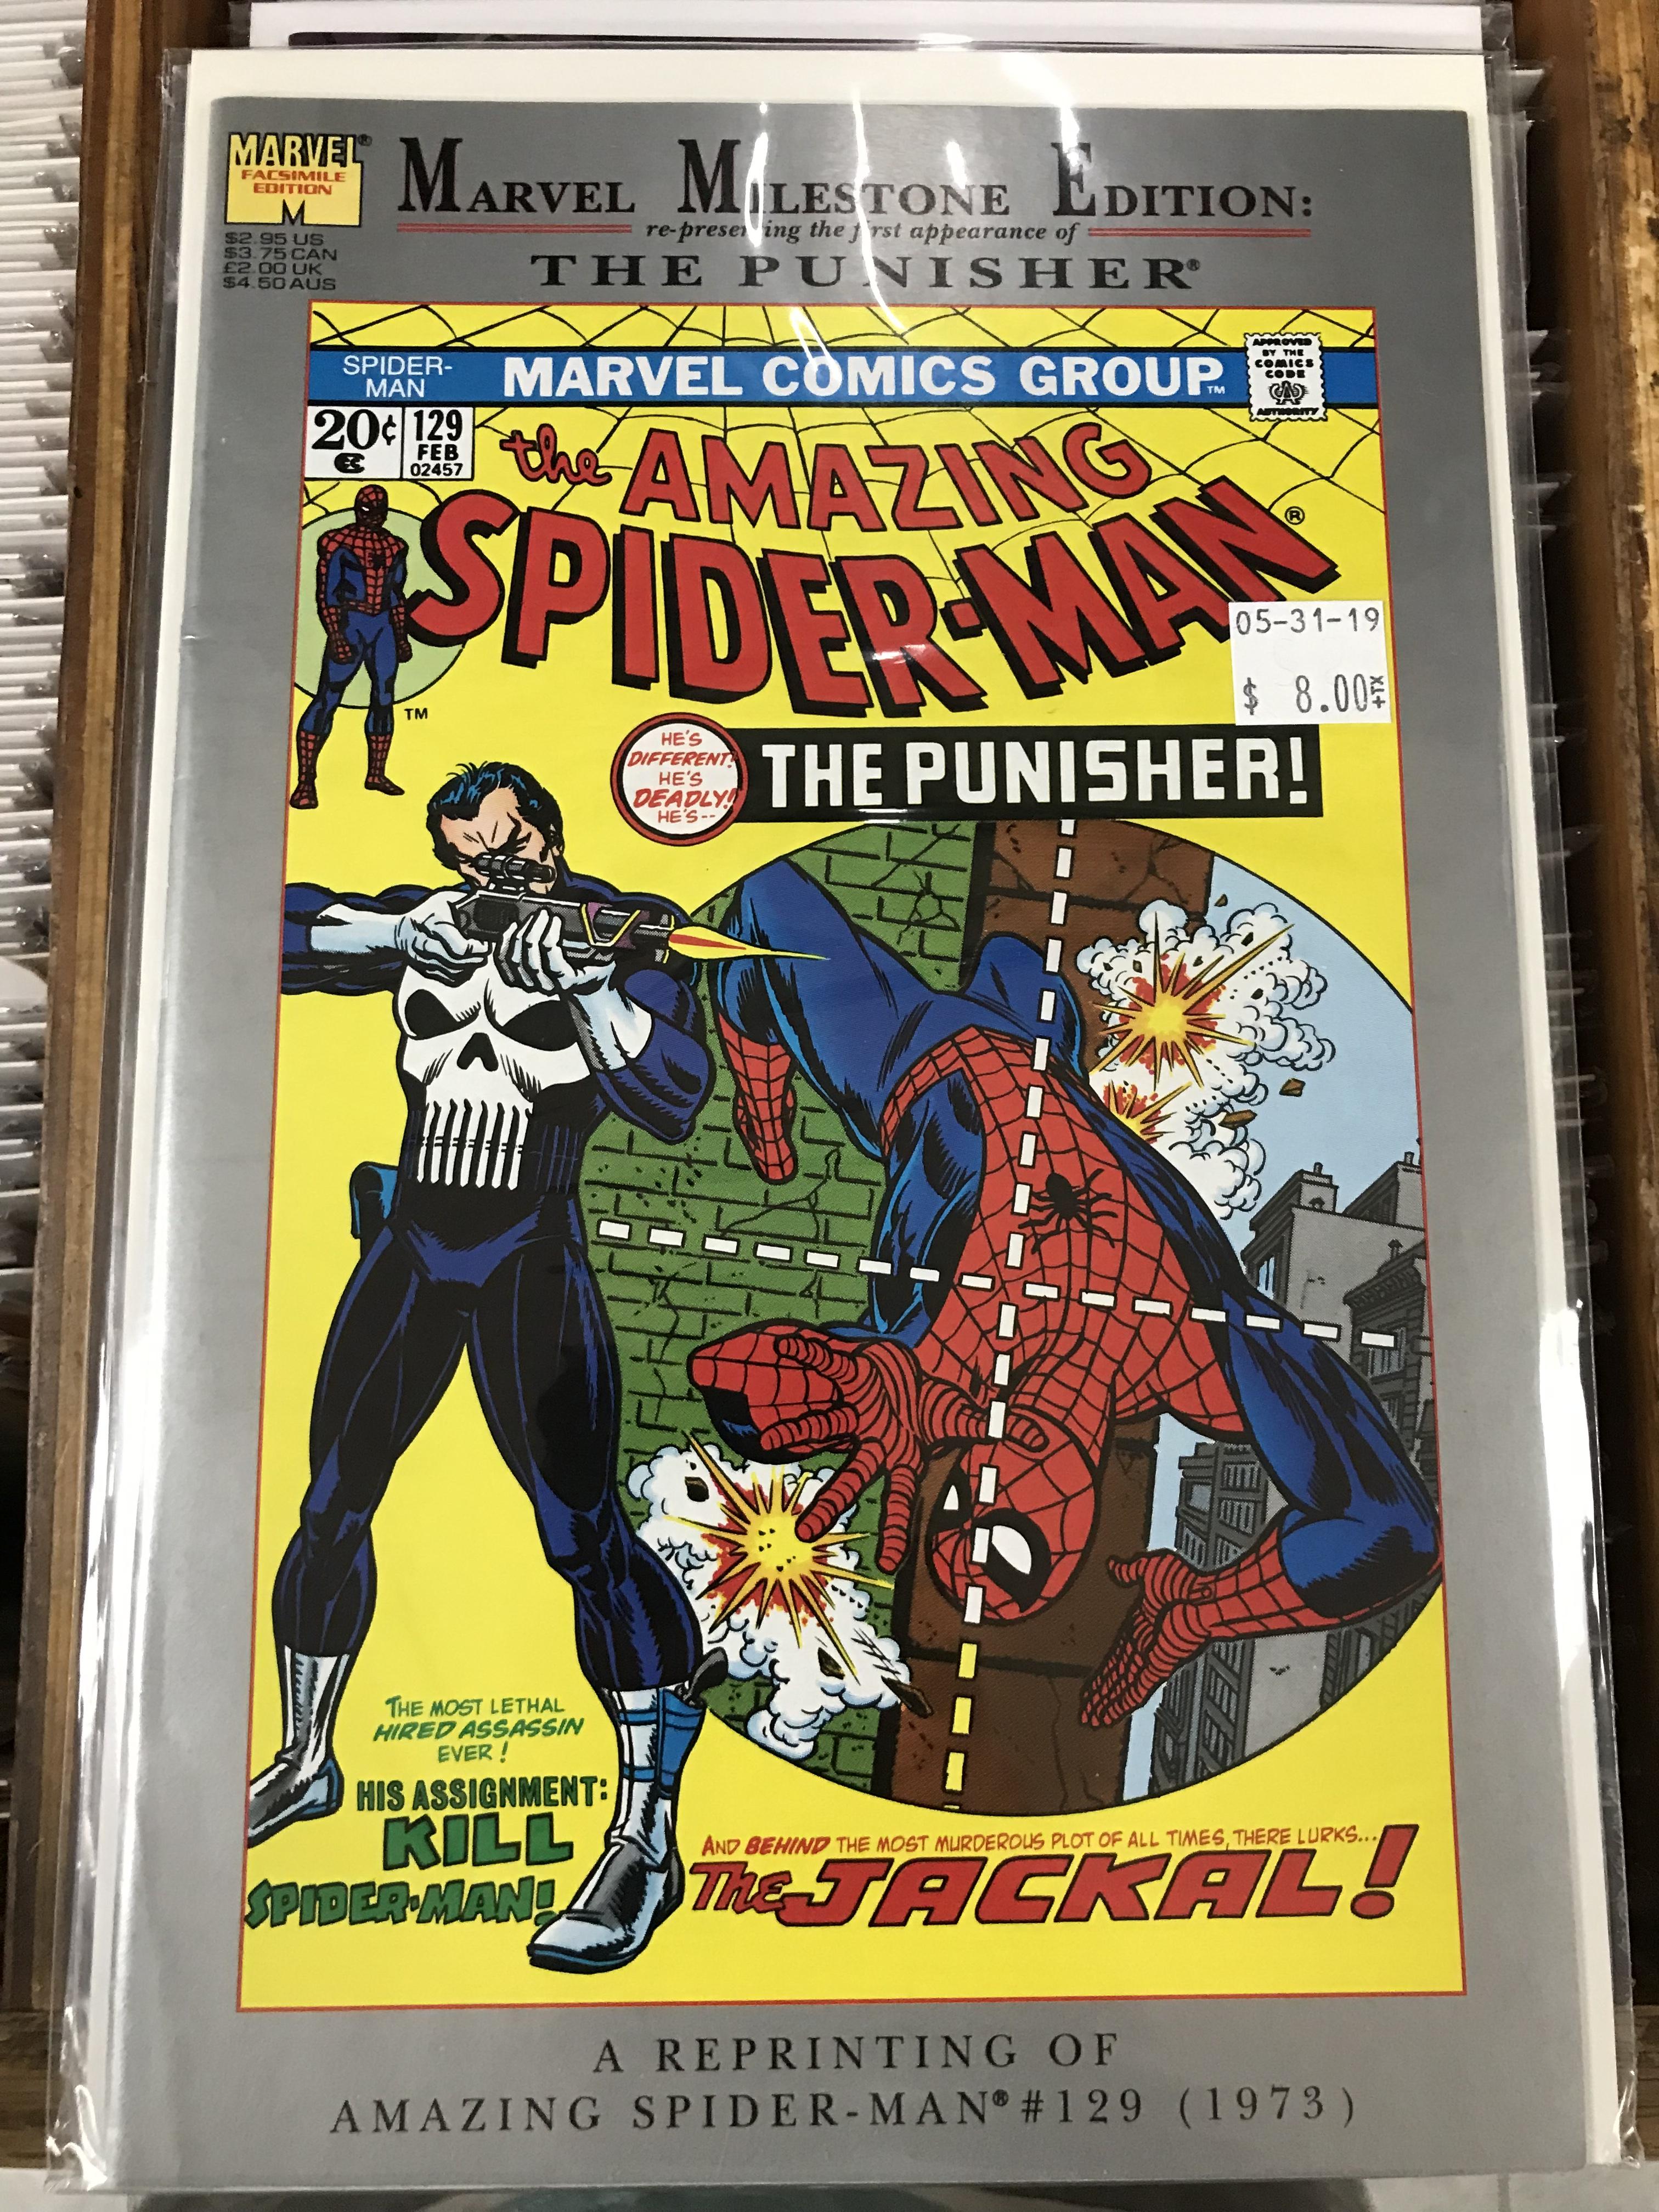 MARVEL®
FACSIMILE
EDITION
M
$2.95 US
$3.75 CAN
£2.00 UK
$4.50 AUS
MARVEL MILESTONE EDITION:
re-presenting the first appearance of
THE PUNISHER®
SPIDER-
MAN
MARVEL COMICS GROUP™
APPROVED
BY THE
COMICS
CODE
AUTHORITY
20¢
129
FEB
02457
the AMAZING
SPIDER-MAN®
TM
05-31-19
$ 8.00+TX
HE'S
DIFFERENT!
HE'S
DEADLY!
HE'S--
THE PUNISHER!
THE MOST LETHAL
HIRED ASSASSIN
EVER!
HIS ASSIGNMENT:
KILL
SPIDER-MAN!
AND BEHIND THE MOST MURDEROUS PLOT OF ALL TIMES, THERE LURKS...
THE JACKAL!
A REPRINTING OF
AMAZING SPIDER-MAN® #129 (1973)